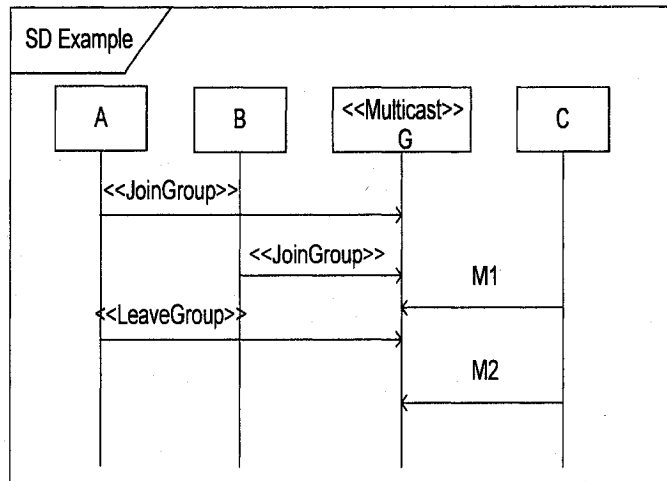 SD Example
A
B
<<Multicast>>
G
C
<<JoinGroup>>
<<JoinGroup>>
M1
<<LeaveGroup>>
M2